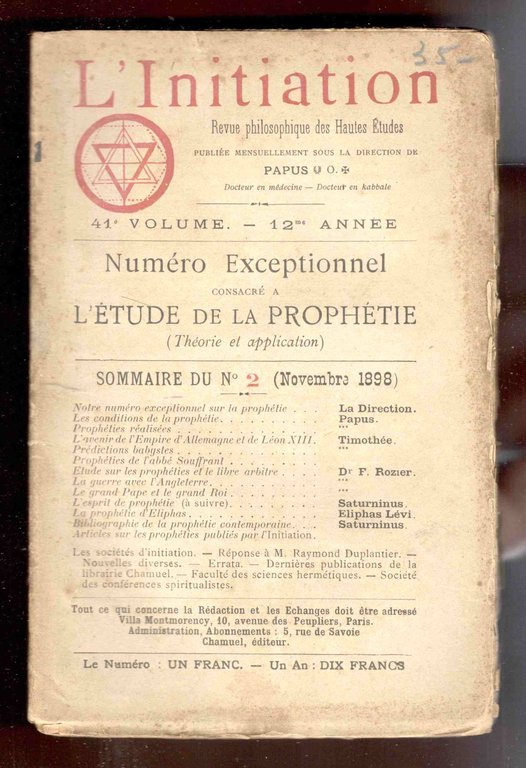 35-
L'Initiation
Revue philosophique des Hautes Études
PUBLIÉE MENSUELLEMENT SOUS LA DIRECTION DE
PAPUS O. ✠
Docteur en médecine — Docteur en kabbale
41e VOLUME. — 12me ANNÉE
Numéro Exceptionnel
CONSACRÉ A
L'ÉTUDE DE LA PROPHÉTIE
(Théorie et application)
SOMMAIRE DU No 2 (Novembre 1898)
Notre numéro exceptionnel sur la prophétie . . . La Direction.
Les conditions de la prophétie. . . . . . . . . . Papus.
Prophéties réalisées . . . . . . . . . . . . . . ***
L'avenir de l'Empire d'Allemagne et de Léon XIII. Timothée.
Prédictions babystes. . . . . . . . . . . . . . ***
Prophéties de l'abbé Souffrant . . . . . . . . .
Etude sur les prophéties et le libre arbitre . . . Dr F. Rozier.
La guerre avec l'Angleterre. . . . . . . . . . . ***
Le grand Pape et le grand Roi . . . . . . . . . ***
L'esprit de prophétie (à suivre). . . . . . . . . Saturninus.
La prophétie d'Eliphas. . . . . . . . . . . . . Eliphas Lévi.
Bibliographie de la prophétie contemporaine. . . Saturninus.
Articles sur les prophéties publiés par l'Initiation.
Les sociétés d'initiation. — Réponse à M. Raymond Duplantier. —
Nouvelles diverses. — Errata. — Dernières publications de la
librairie Chamuel. — Faculté des sciences hermétiques. — Société
des conférences spiritualistes.
Tout ce qui concerne la Rédaction et les Echanges doit être adressé
Villa Montmorency, 10, avenue des Peupliers, Paris.
Administration, Abonnements : 5, rue de Savoie
Chamuel, éditeur.
Le Numéro : UN FRANC. — Un An : DIX FRANCS